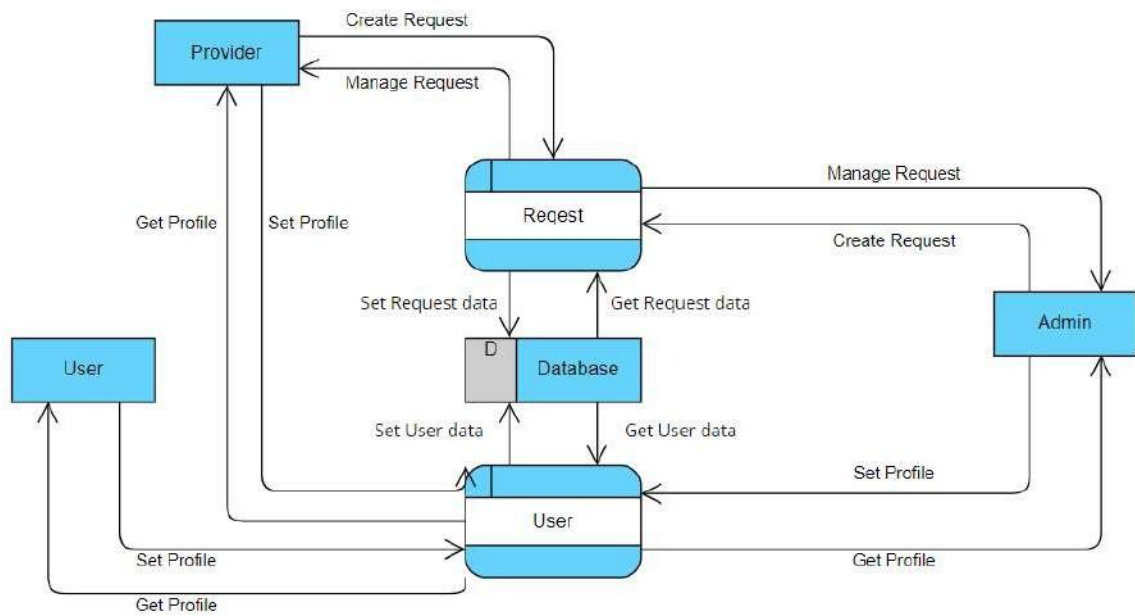 Create Request
Provider
Manage Request
Manage Request
Get Profile
Set Profile
Reqest
Create Request
Set Request data
Get Request data
Admin
D
User
Database
Set User data
Get User data
Set Profile
User
Set Profile
Get Profile
Get Profile